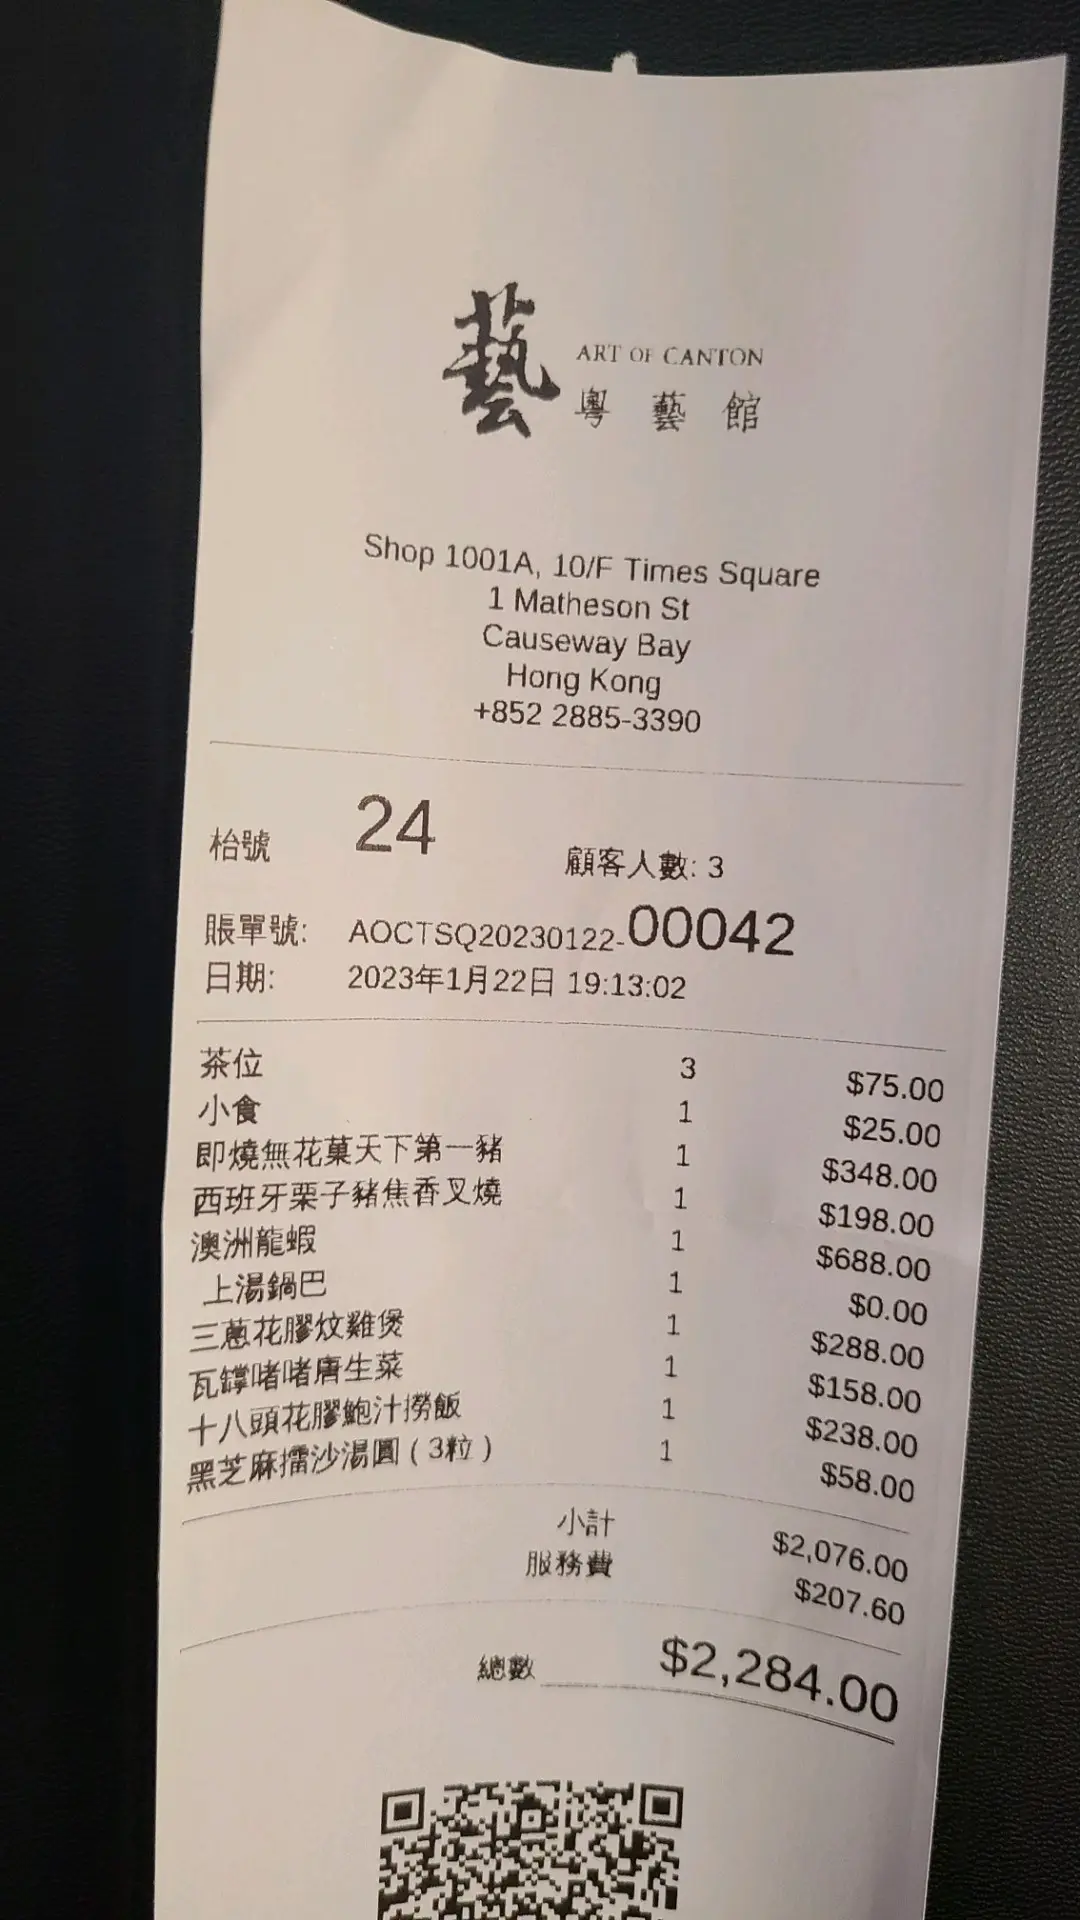 藝 ART OF CANTON
粵藝館
Shop 1001A, 10/F Times Square
1 Matheson St
Causeway Bay
Hong Kong
+852 2885-3390
枱號 24 顧客人數: 3
賬單號: AOCTSQ20230122-00042
日期: 2023年1月22日 19:13:02
茶位 3 $75.00
小食 1 $25.00
即燒無花菓天下第一豬 1 $348.00
西班牙栗子豬焦香叉燒 1 $198.00
澳洲龍蝦 1 $688.00
上湯鍋巴 1 $0.00
三蔥花膠炆雞煲 1 $288.00
瓦罉啫啫唐生菜 1 $158.00
十八頭花膠鮑汁撈飯 1 $238.00
黑芝麻擂沙湯圓 ( 3粒 ) 1 $58.00
小計 $2,076.00
服務費 $207.60
總數 $2,284.00